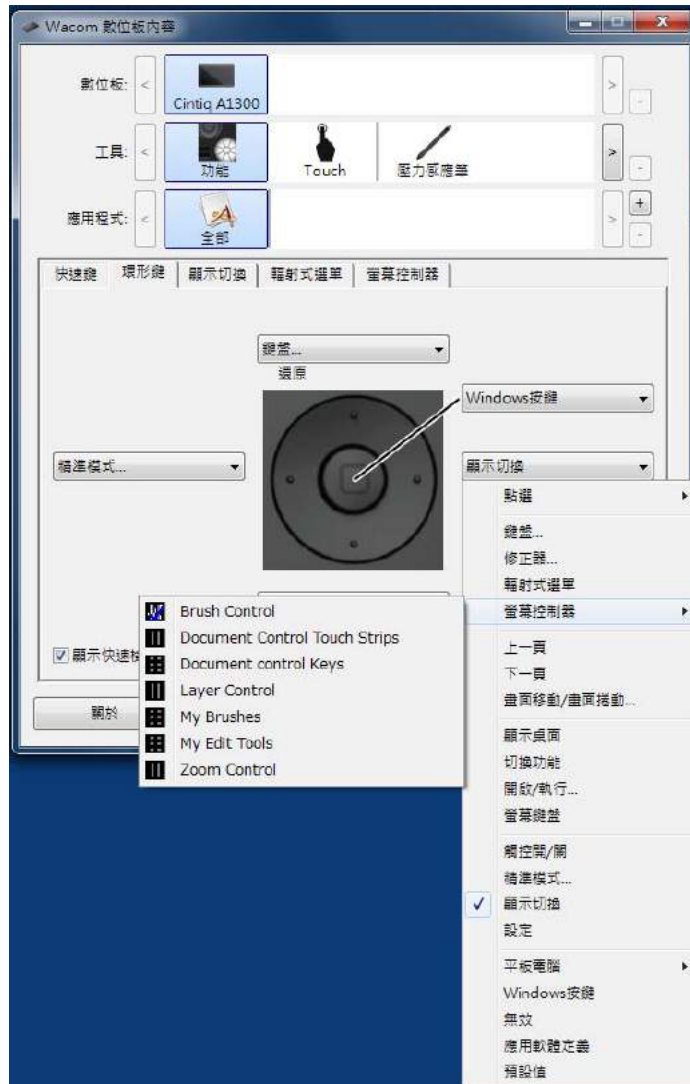 Wacom 數位板內容
數位板:
Cintiq A1300
工具:
功能
Touch
壓力感應筆
應用程式:
全部
快速鍵 環形鍵 顯示切換 輻射式選單 螢幕控制器
鍵盤...
還原
Windows按鍵
精準模式...
顯示切換
點選
鍵盤...
修正器...
輻射式選單
螢幕控制器
上一頁
下一頁
畫面移動/畫面捲動...
顯示桌面
切換功能
開啟/執行...
螢幕鍵盤
觸控開/關
精準模式...
顯示切換
設定
平板電腦
Windows按鍵
無效
應用軟體定義
預設值
Brush Control
Document Control Touch Strips
Document control Keys
Layer Control
My Brushes
My Edit Tools
Zoom Control
顯示快速
關於